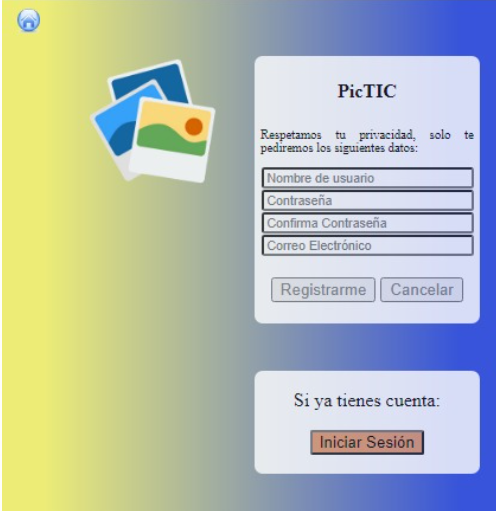 PicTIC
Respetamos tu privacidad, solo te
pediremos los siguientes datos:
Nombre de usuario
Contraseña
Confirma Contraseña
Correo Electrónico
Registrarme Cancelar
Si ya tienes cuenta:
Iniciar Sesión